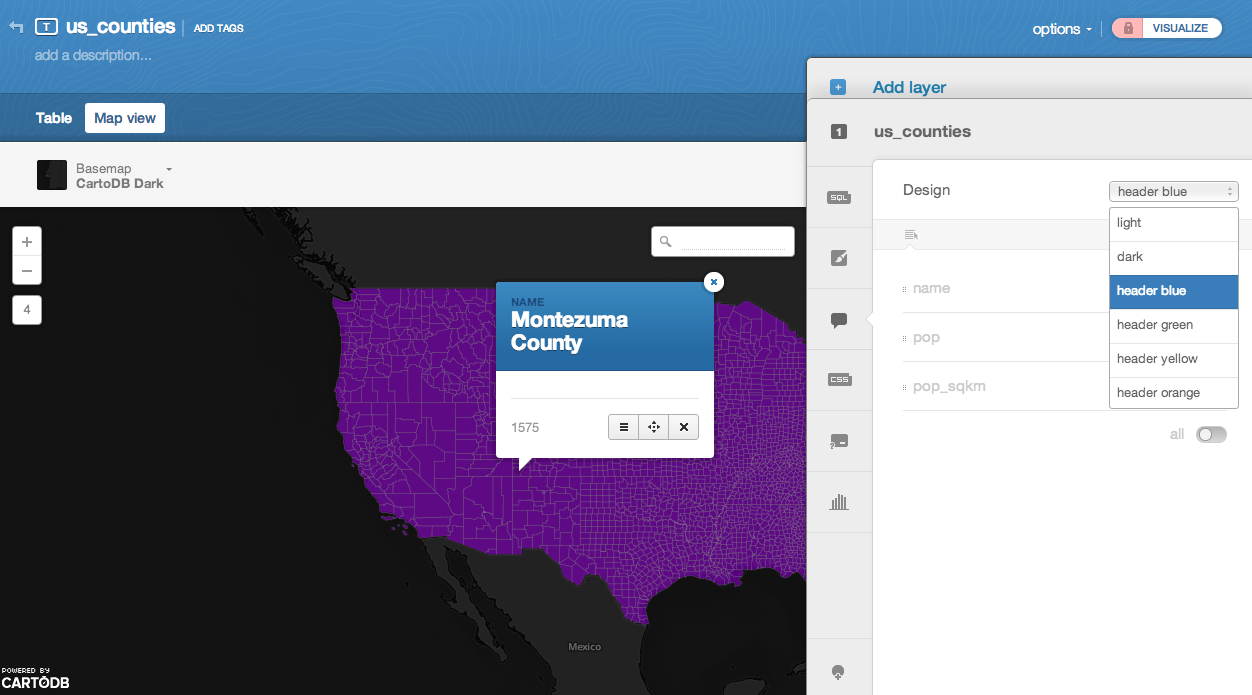 T us_counties ADD TAGS
add a description...
options
VISUALIZE
Table Map view
Basemap
CartoDB Dark
+
−
4
NAME
Montezuma
County
1575
Mexico
POWERED BY
CARTODB
+ Add layer
1 us_counties
SQL
CSS
Design
header blue
light
dark
header blue
header green
header yellow
header orange
name
pop
pop_sqkm
all